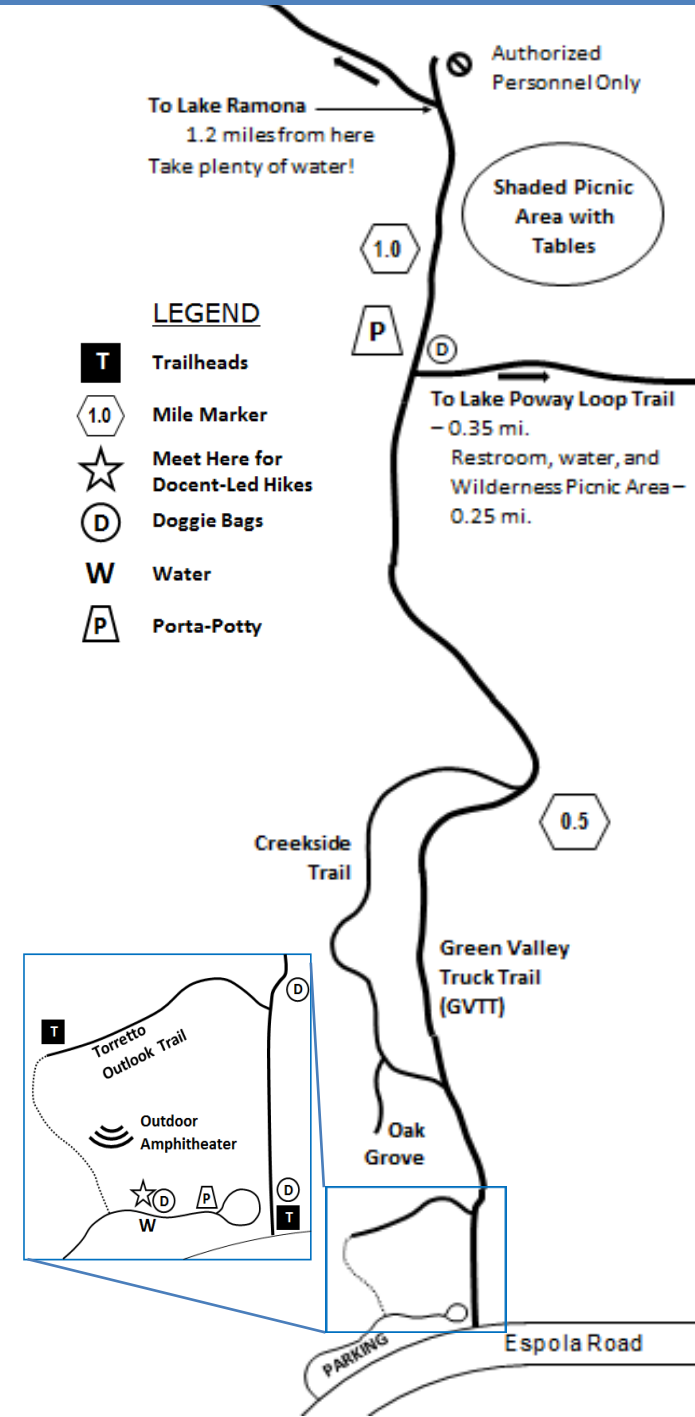 Authorized
Personnel Only
To Lake Ramona
1.2 miles from here
Take plenty of water!
Shaded Picnic
Area with
Tables
1.0
P
D
To Lake Poway Loop Trail
– 0.35 mi.
Restroom, water, and
Wilderness Picnic Area –
0.25 mi.
LEGEND
T Trailheads
1.0 Mile Marker
Meet Here for
Docent-Led Hikes
D Doggie Bags
W Water
P Porta-Potty
0.5
Creekside
Trail
Green Valley
Truck Trail
(GVTT)
D
T
Torretto
Outlook Trail
Outdoor
Amphitheater
D
P
D
W
T
Oak
Grove
PARKING
Espola Road